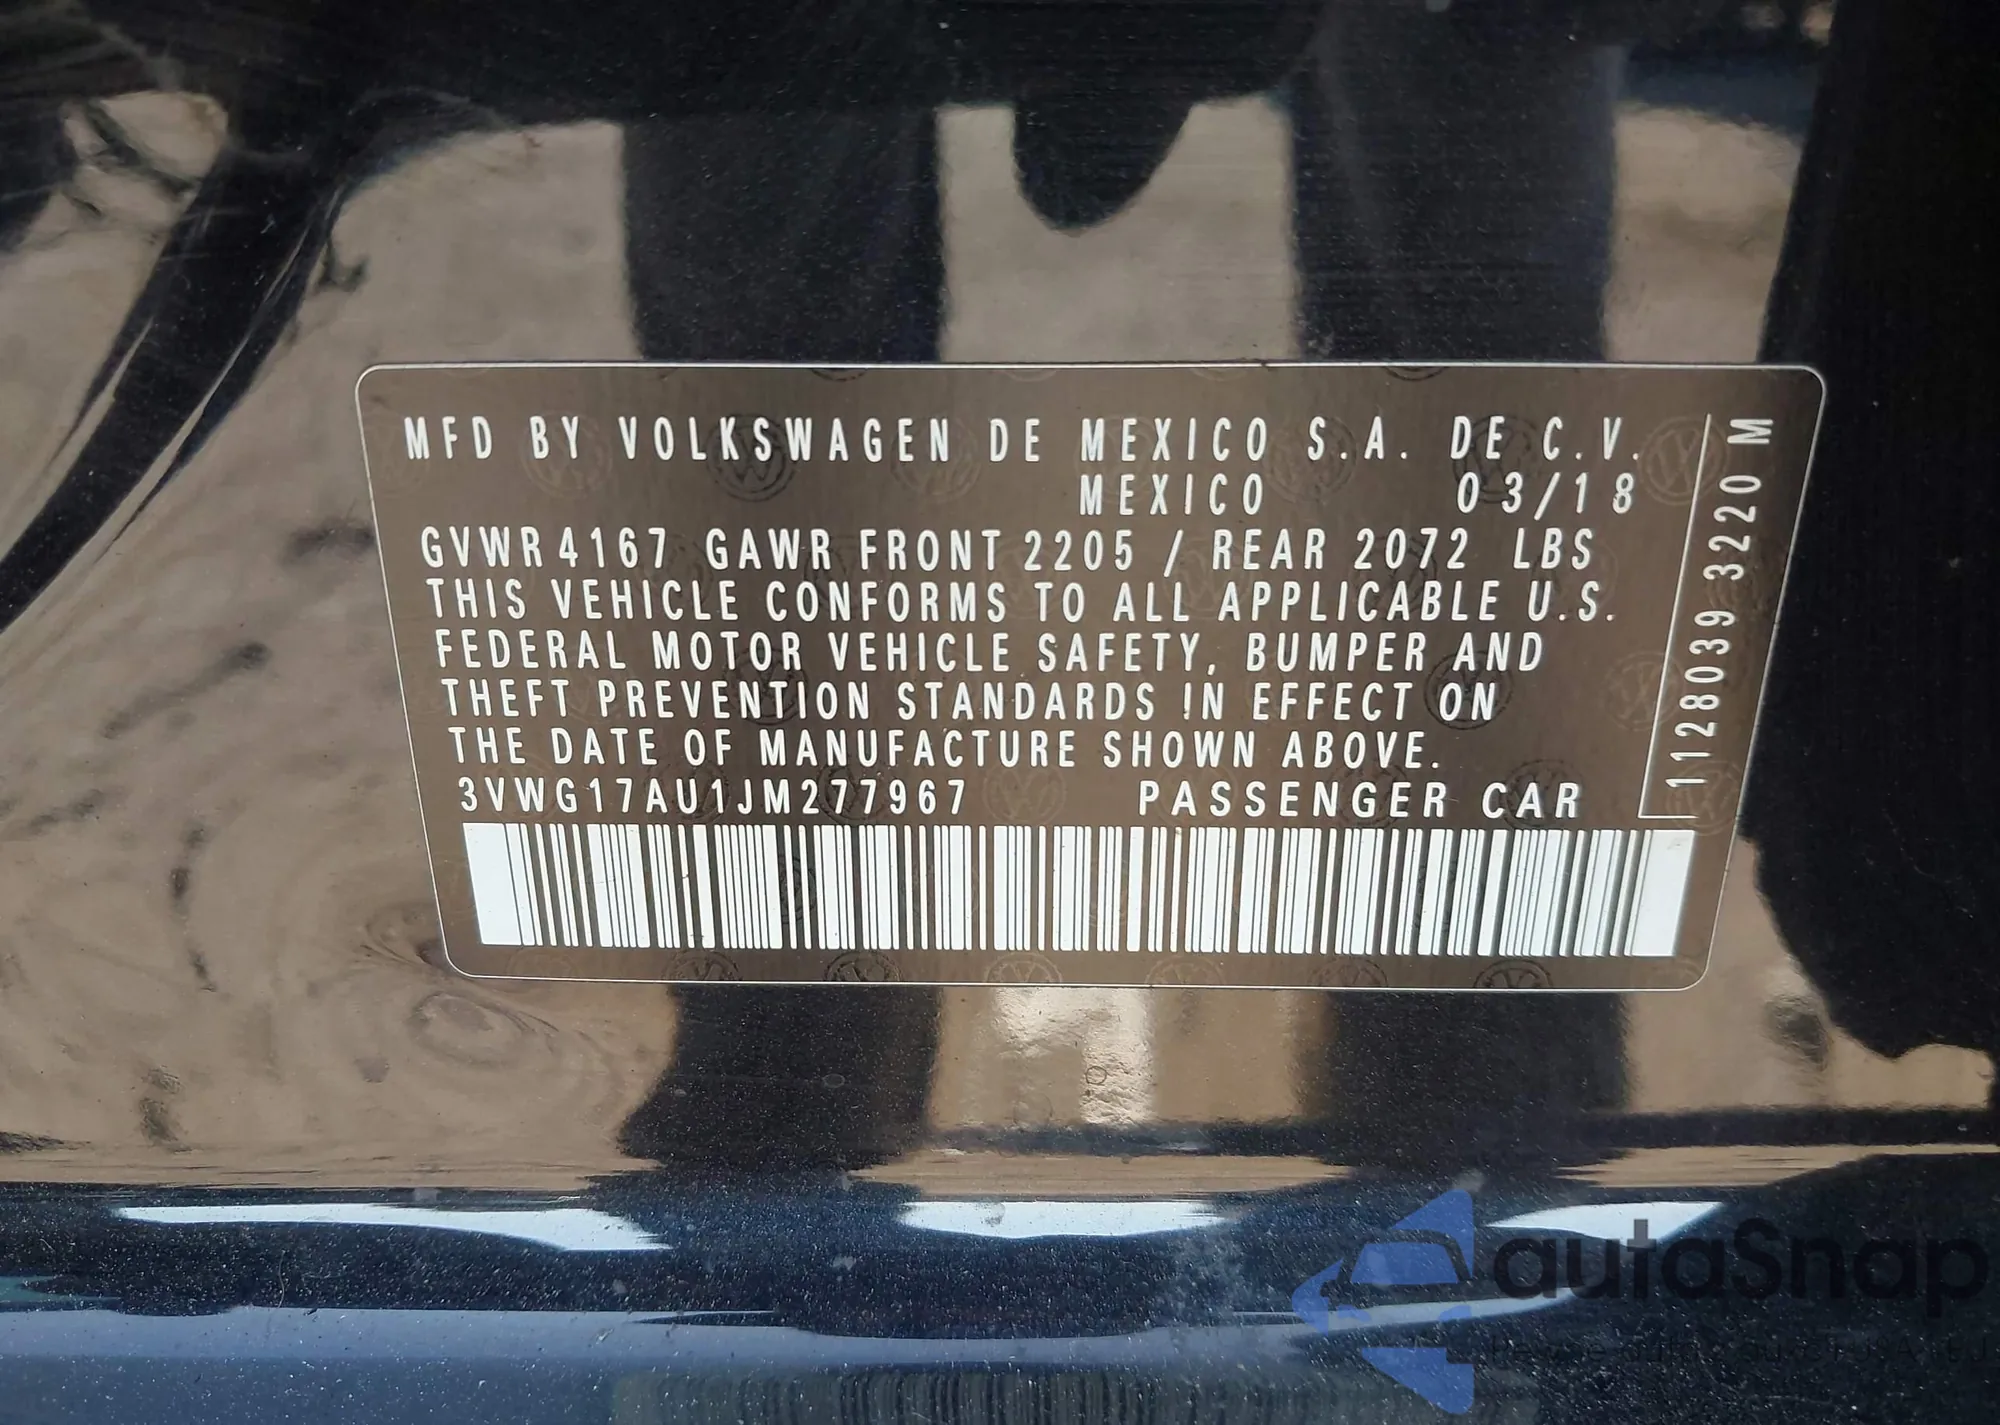 MFD BY VOLKSWAGEN DE MEXICO S.A. DE C.V.
MEXICO 03/18
GVWR 4167 GAWR FRONT 2205 / REAR 2072 LBS
THIS VEHICLE CONFORMS TO ALL APPLICABLE U.S.
FEDERAL MOTOR VEHICLE SAFETY, BUMPER AND
THEFT PREVENTION STANDARDS IN EFFECT ON
THE DATE OF MANUFACTURE SHOWN ABOVE.
3VWG17AU1JM277967 PASSENGER CAR
1128039 3220 M
autaSnap